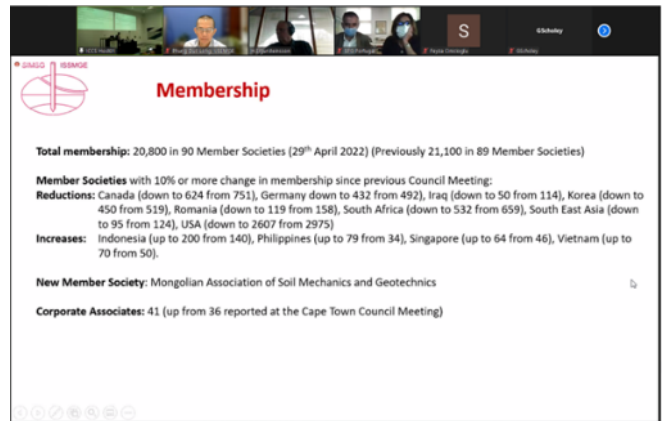 S
GScholey
GScholey
SIMSG ISSMGE
Membership
Total membership: 20,800 in 90 Member Societies (29th April 2022) (Previously 21,100 in 89 Member Societies)
Member Societies with 10% or more change in membership since previous Council Meeting:
Reductions: Canada (down to 624 from 751), Germany down to 432 from 492), Iraq (down to 50 from 114), Korea (down to
450 from 519), Romania (down to 119 from 158), South Africa (down to 532 from 659), South East Asia (down
to 95 from 124), USA (down to 2607 from 2975)
Increases: Indonesia (up to 200 from 140), Philippines (up to 79 from 34), Singapore (up to 64 from 46), Vietnam (up to
70 from 50).
New Member Society: Mongolian Association of Soil Mechanics and Geotechnics
Corporate Associates: 41 (up from 36 reported at the Cape Town Council Meeting)